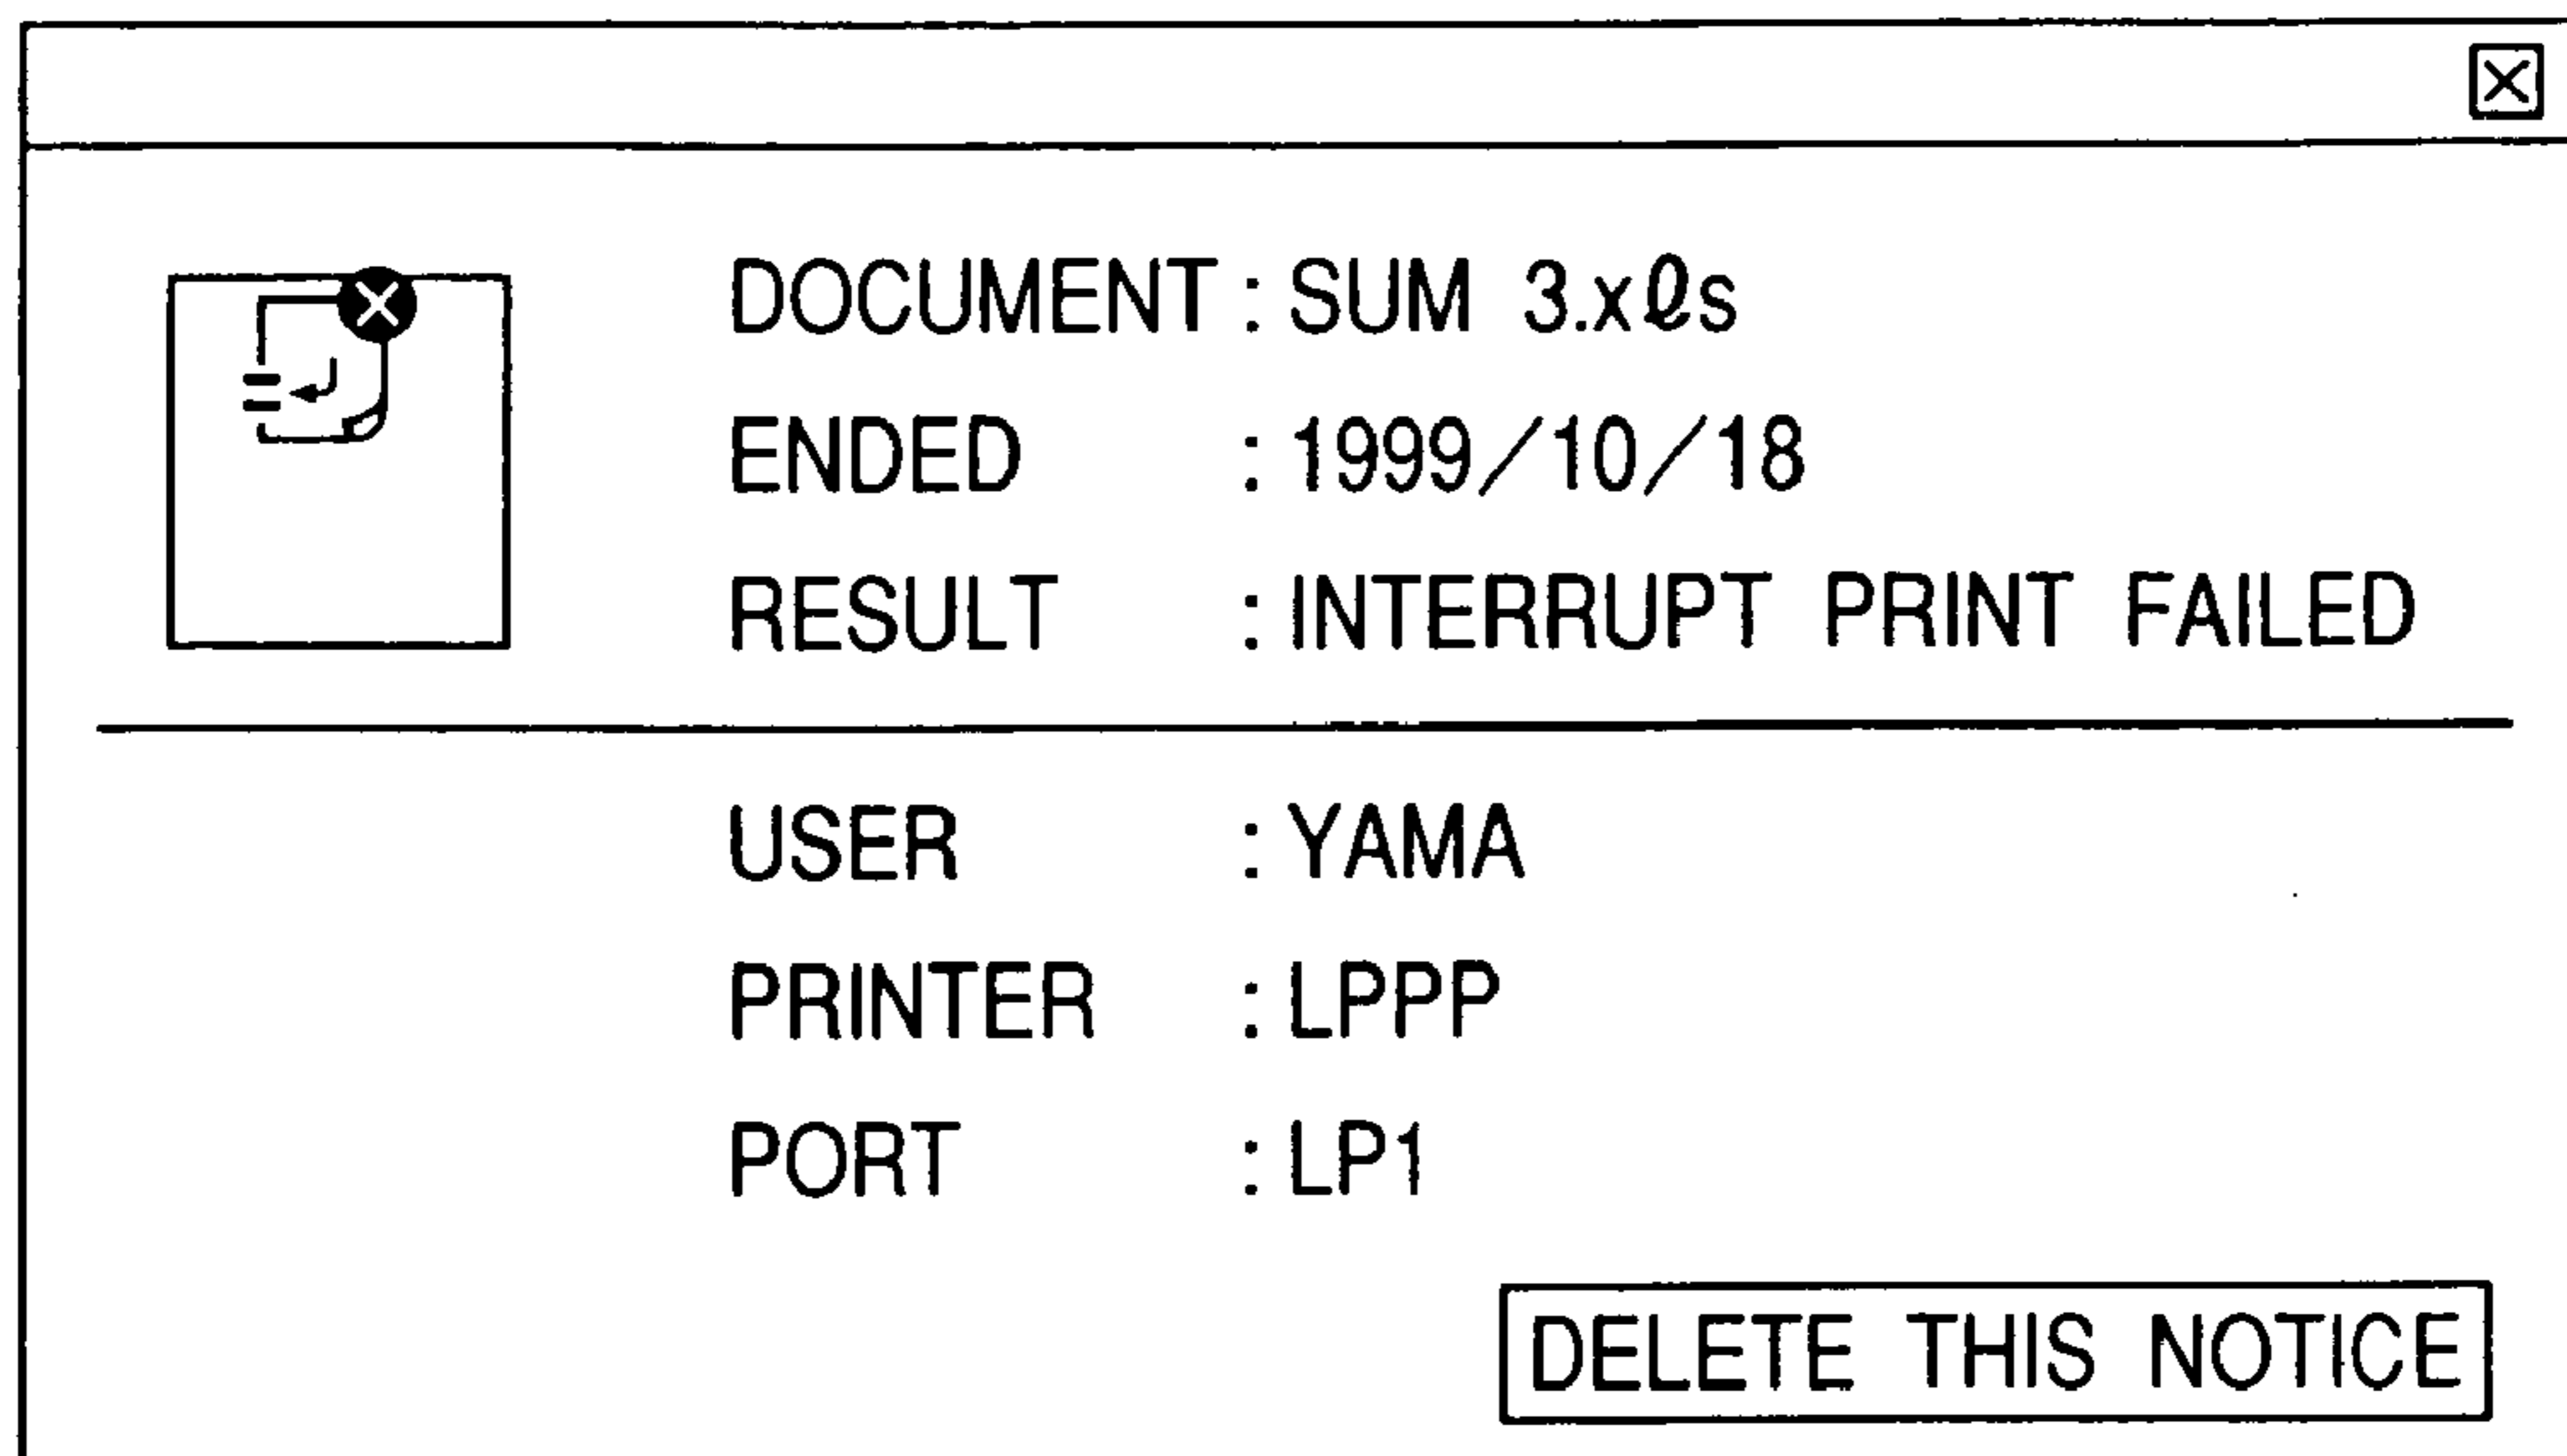 DOCUMENT : SUM 3.xℓs
ENDED : 1999/10/18
RESULT : INTERRUPT PRINT FAILED
USER : YAMA
PRINTER : LPPP
PORT : LP1
DELETE THIS NOTICE